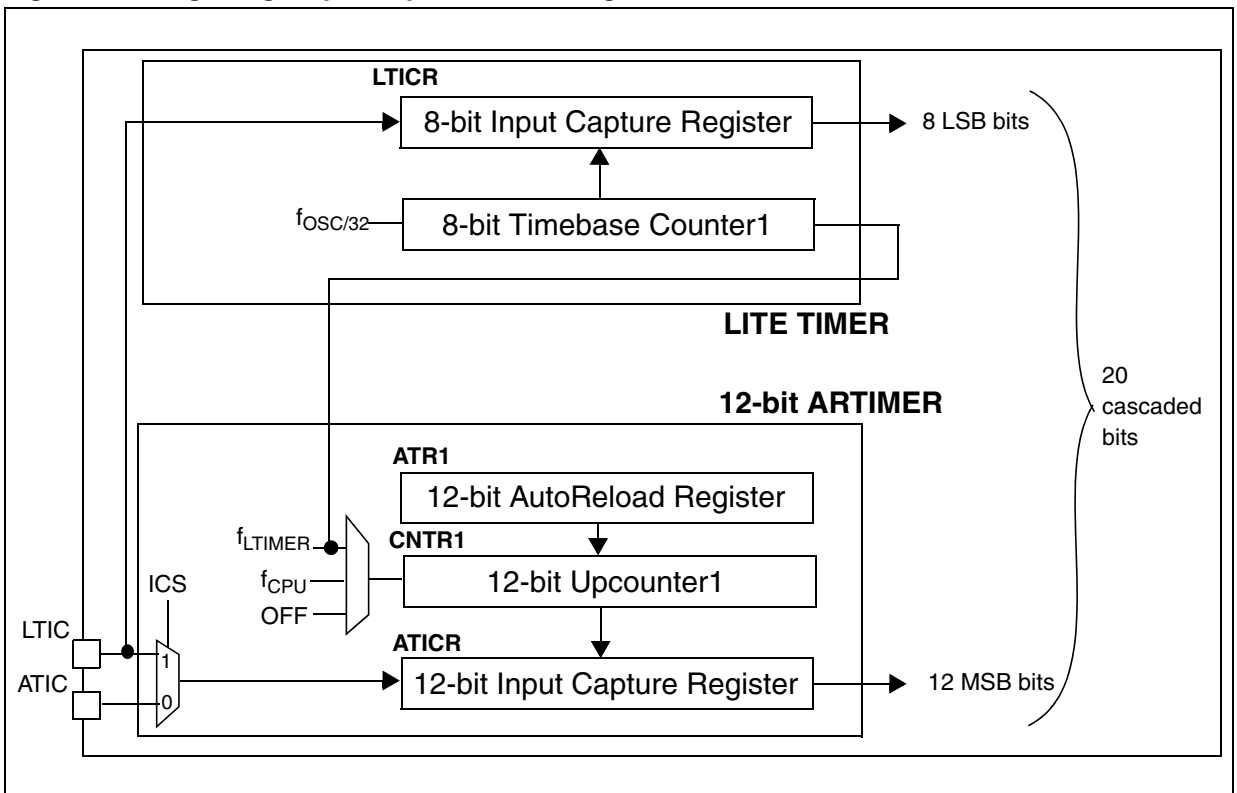 LTICR
8-bit Input Capture Register
8 LSB bits
fOSC/32
8-bit Timebase Counter1
LITE TIMER
20
cascaded
bits
12-bit ARTIMER
ATR1
12-bit AutoReload Register
fLTIMER
CNTR1
fCPU
12-bit Upcounter1
OFF
ICS
LTIC
ATICR
1
ATIC
12-bit Input Capture Register
12 MSB bits
0